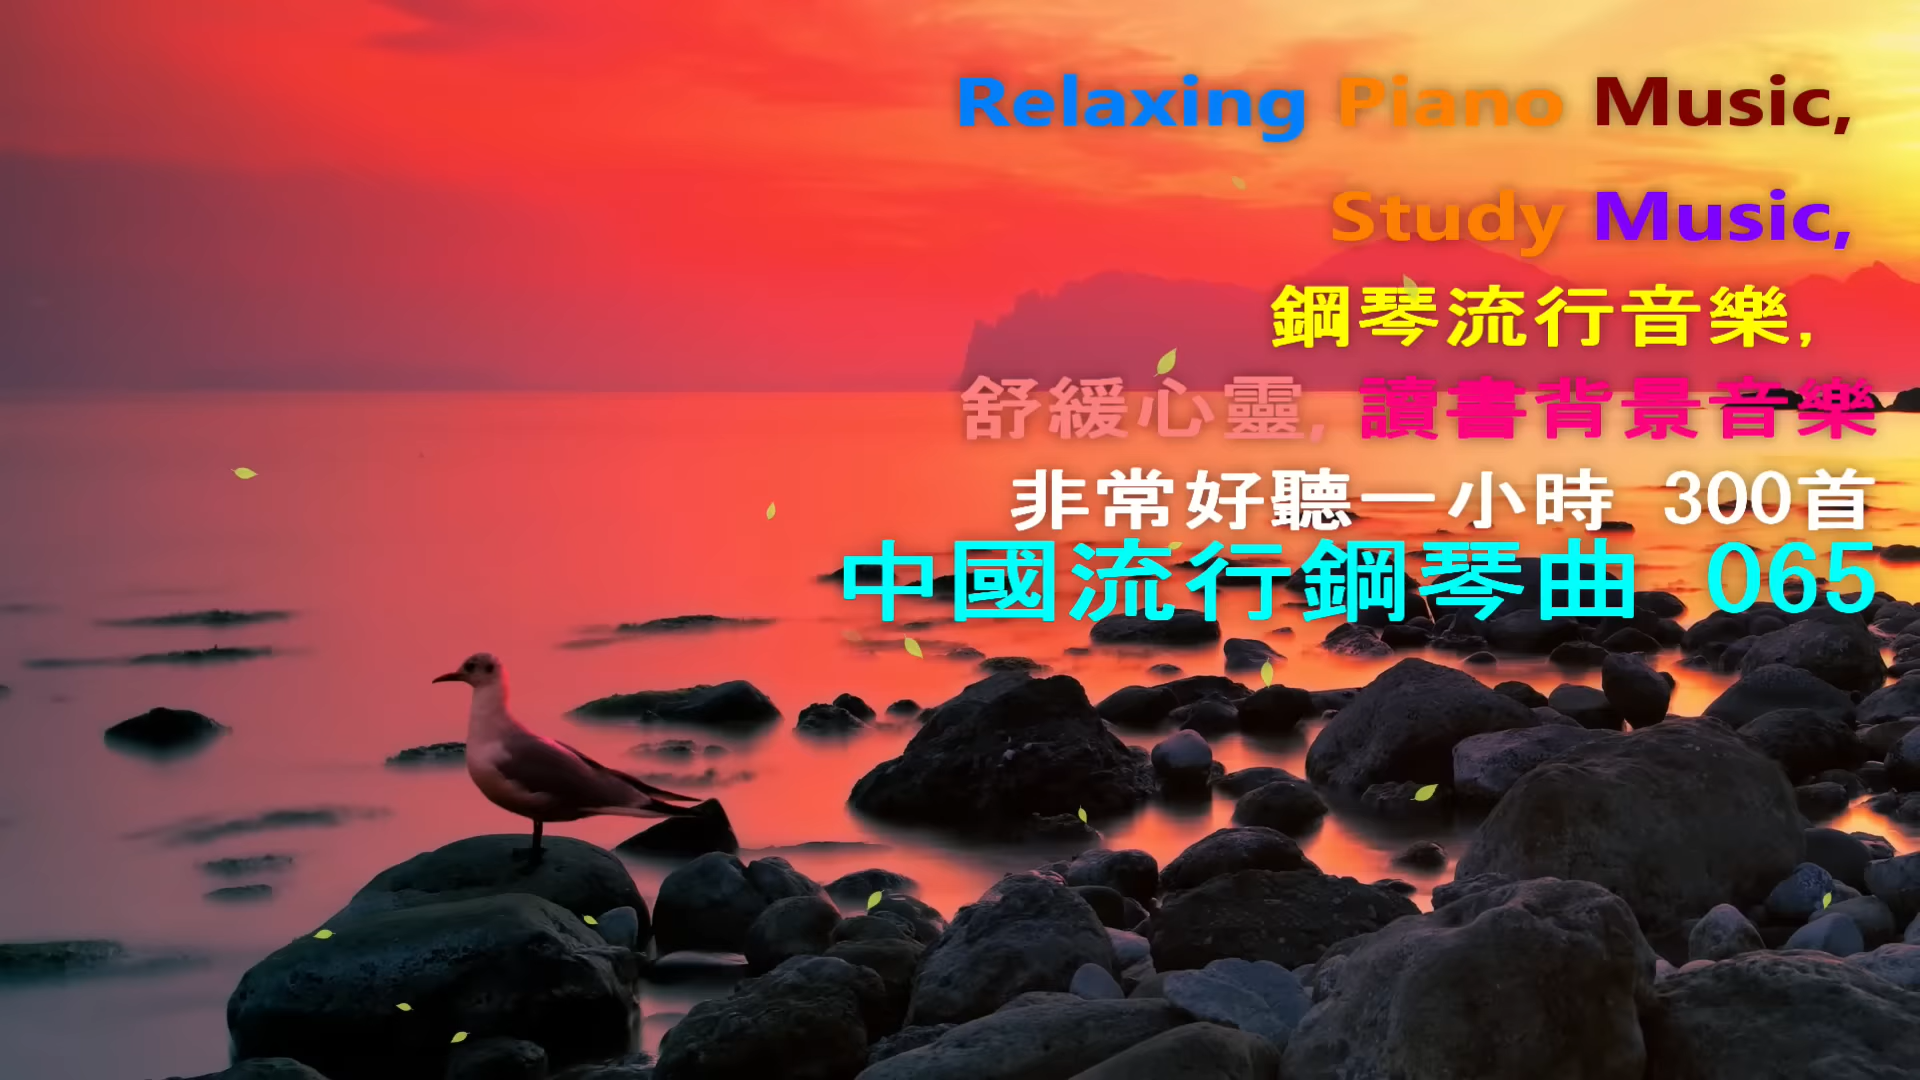 Relaxing Piano Music,
Study Music,
鋼琴流行音樂,
舒緩心靈, 讀書背景音樂
非常好聽一小時 300首
中國流行鋼琴曲 065